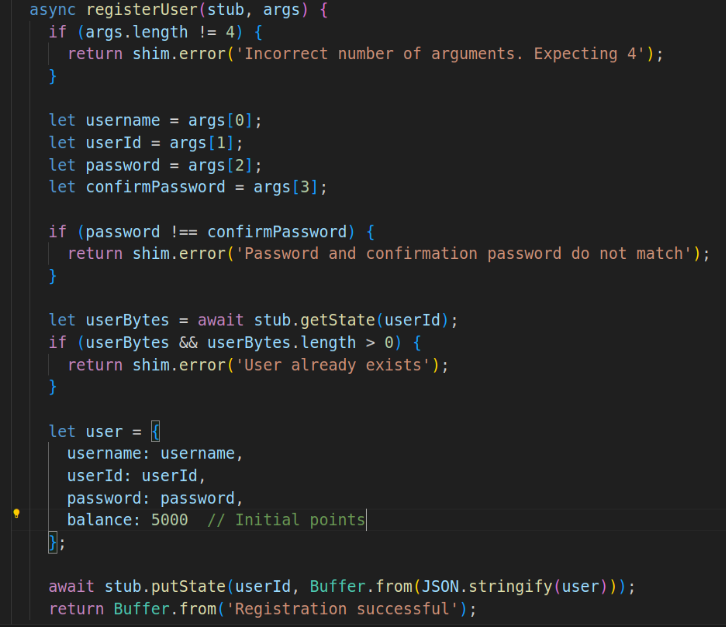 async registerUser(stub, args) {
if (args.length != 4) {
return shim.error('Incorrect number of arguments. Expecting 4');
}
let username = args[0];
let userId = args[1];
let password = args[2];
let confirmPassword = args[3];
if (password !== confirmPassword) {
return shim.error('Password and confirmation password do not match');
}
let userBytes = await stub.getState(userId);
if (userBytes && userBytes.length > 0) {
return shim.error('User already exists');
}
let user = {
username: username,
userId: userId,
password: password,
balance: 5000  // Initial points
};
await stub.putState(userId, Buffer.from(JSON.stringify(user)));
return Buffer.from('Registration successful');